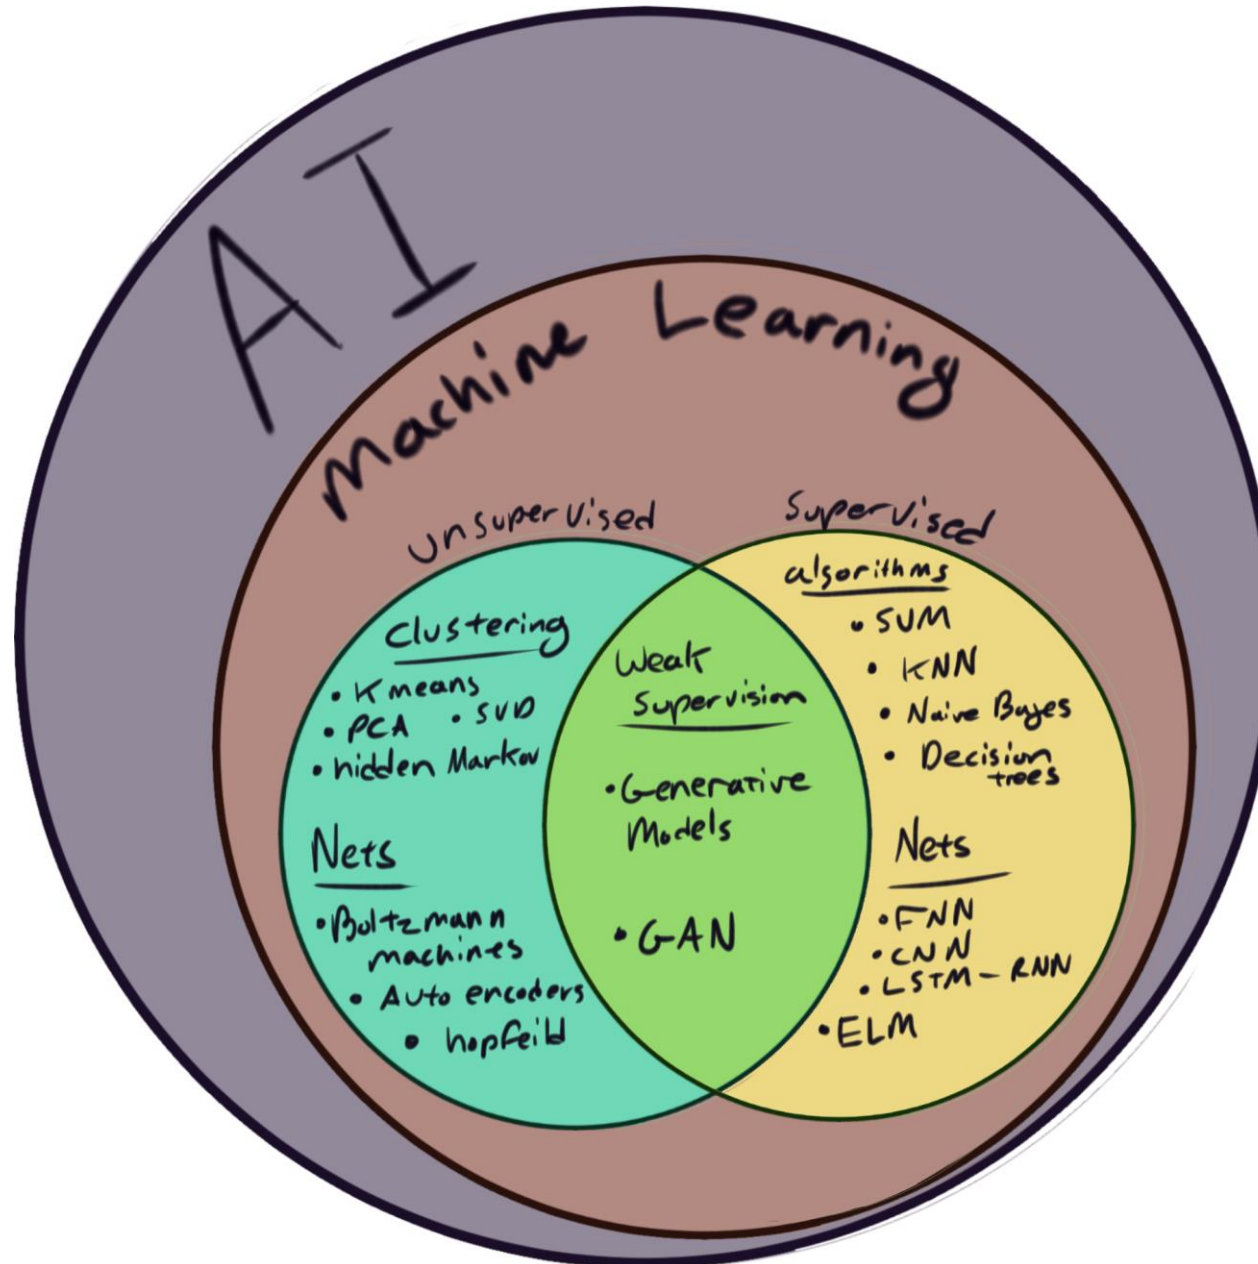 AI
Machine Learning
unsupervised
Clustering
• K means
• PCA • SVD
• hidden Markov
Nets
• Boltzmann
machines
• Auto encoders
• hopfeild
Weak
Supervision
• Generative
Models
• GAN
Supervised
algorithms
• SVM
• KNN
• Naive Bayes
• Decision
trees
Nets
• FNN
• CNN
• LSTM - RNN
• ELM